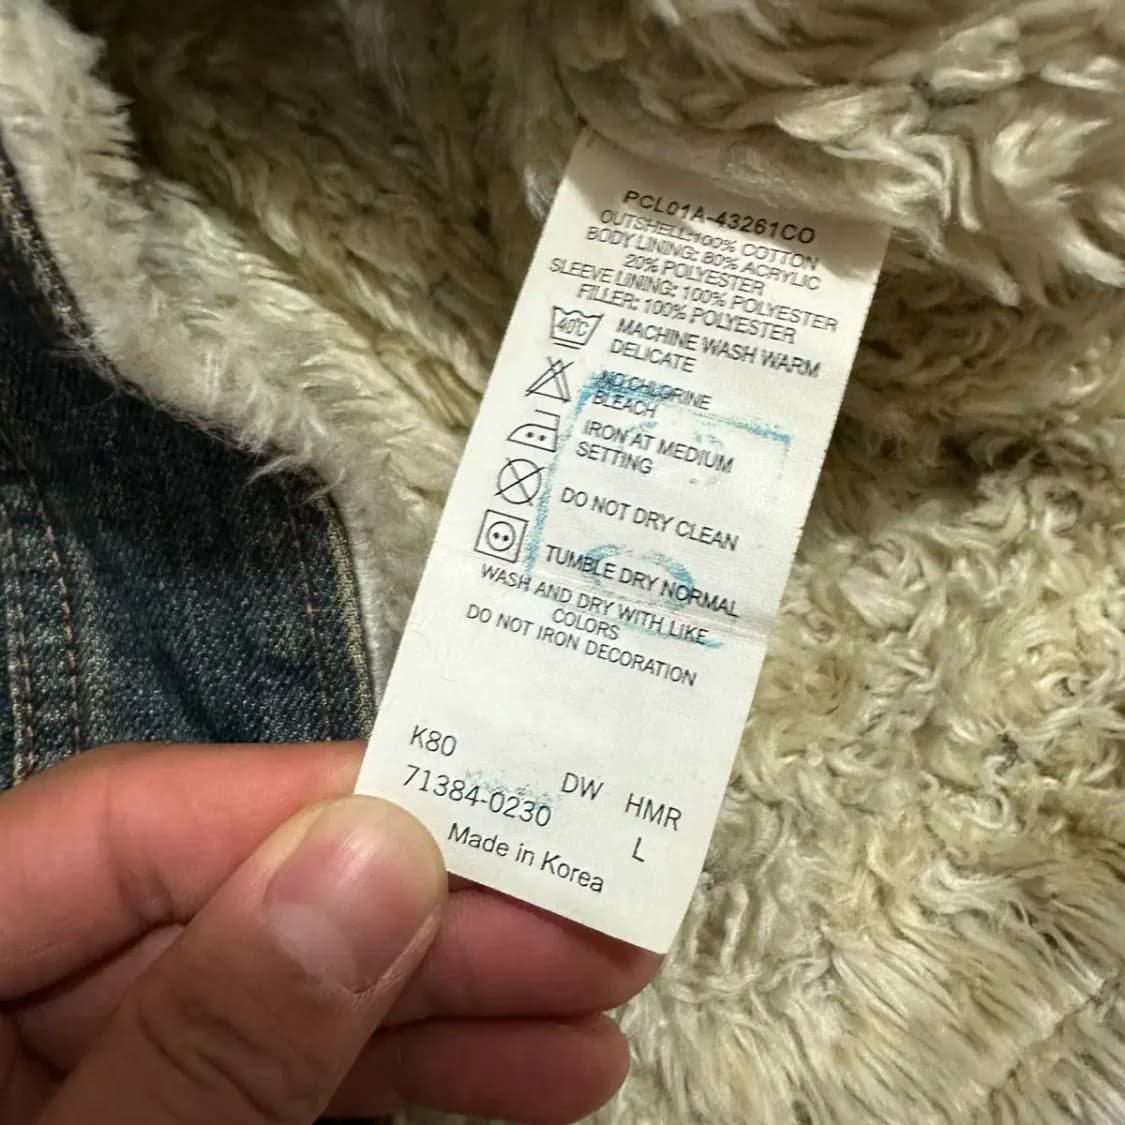 PCL01A-43261CO
OUTSHELL:100% COTTON
BODY LINING: 80% ACRYLIC
20% POLYESTER
SLEEVE LINING: 100% POLYESTER
FILLER: 100% POLYESTER
40°C MACHINE WASH WARM
DELICATE
NO CHLORINE
BLEACH
IRON AT MEDIUM
SETTING
DO NOT DRY CLEAN
TUMBLE DRY NORMAL
WASH AND DRY WITH LIKE
COLORS
DO NOT IRON DECORATION
K80 DW HMR
71384-0230 L
Made in Korea